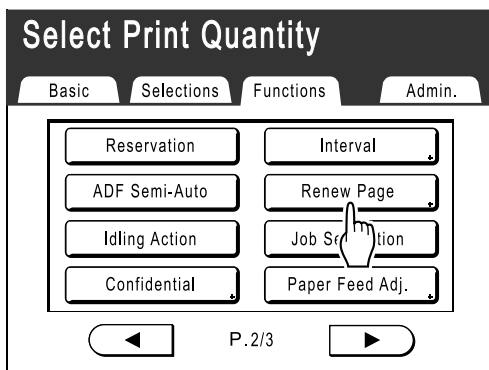 Select Print Quantity
Basic Selections Functions Admin.
Reservation Interval
ADF Semi-Auto Renew Page
Idling Action Job
Confidential Paper Feed Adj.
P.2/3